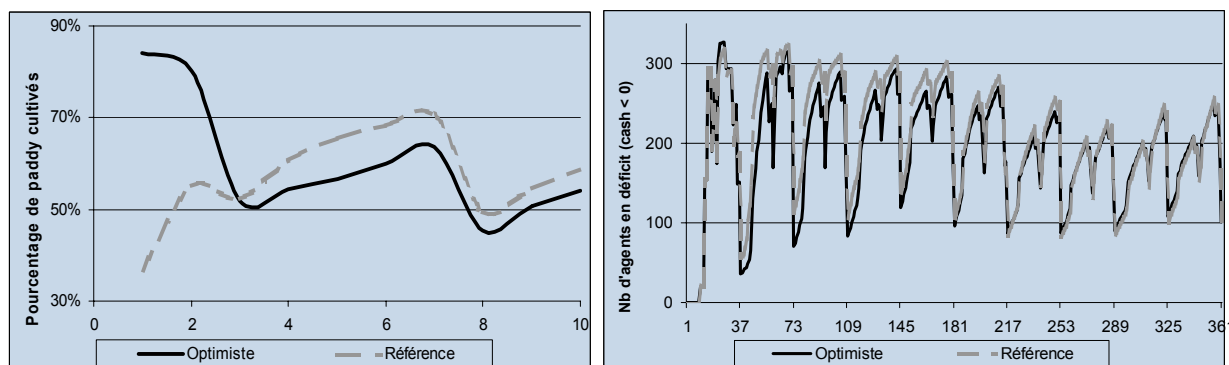 Pourcentage de paddy cultivés
90%
70%
50%
30%
0 2 4 6 8 10
Optimiste Référence
Nb d'agents en déficit (cash < 0)
300
200
100
0
1 37 73 109 145 181 217 253 289 325 361
Optimiste Référence